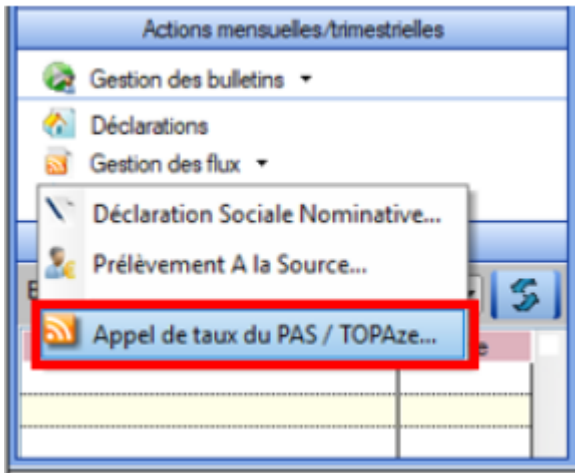 Actions mensuelles/trimestrielles
Gestion des bulletins
Déclarations
Gestion des flux
Déclaration Sociale Nominative...
Prélèvement A la Source...
Appel de taux du PAS / TOPAze...